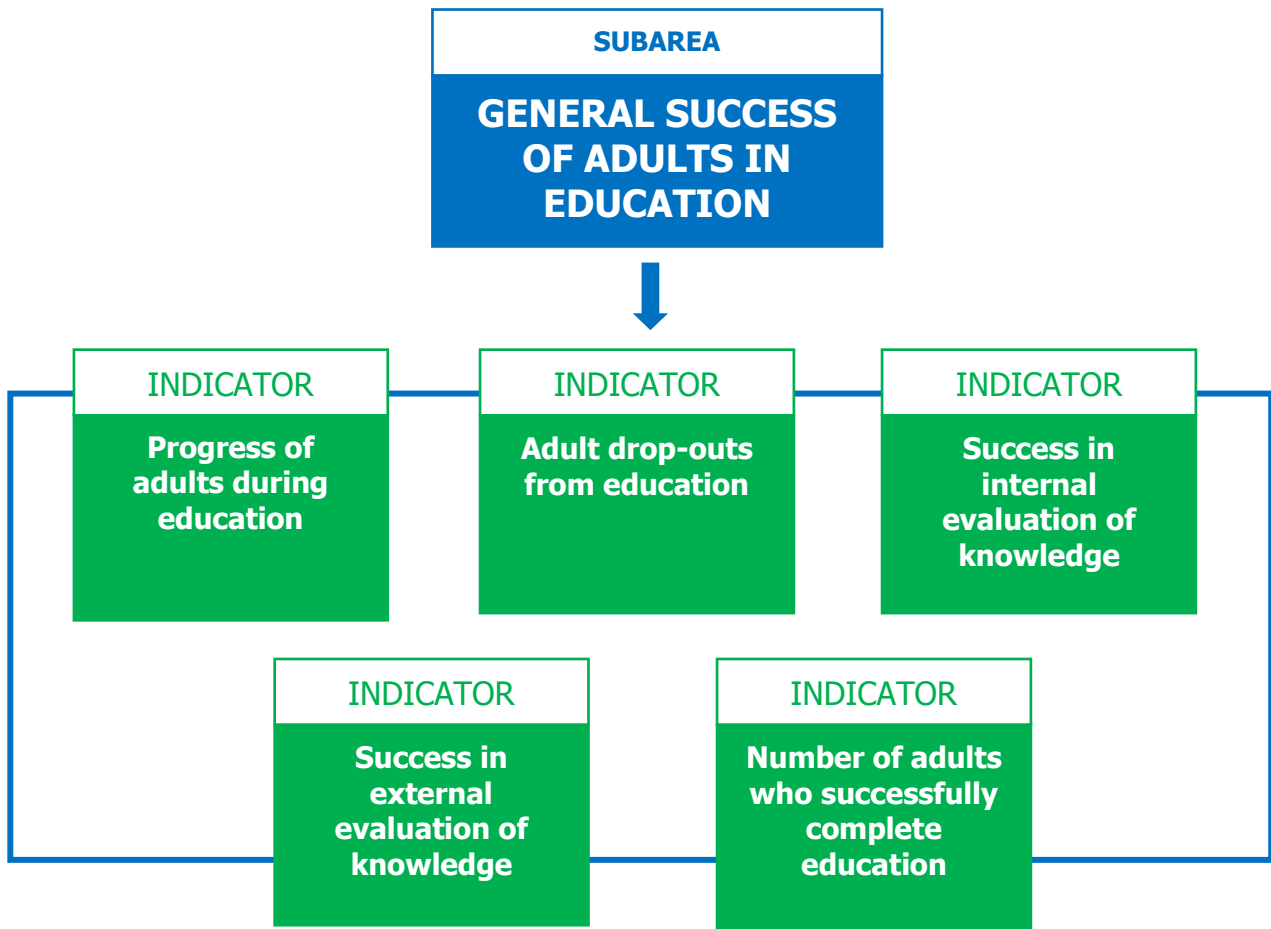 SUBAREA
GENERAL SUCCESS
OF ADULTS IN
EDUCATION
INDICATOR
Progress of
adults during
education
INDICATOR
Adult drop-outs
from education
INDICATOR
Success in
internal
evaluation of
knowledge
INDICATOR
Success in
external
evaluation of
knowledge
INDICATOR
Number of adults
who successfully
complete
education